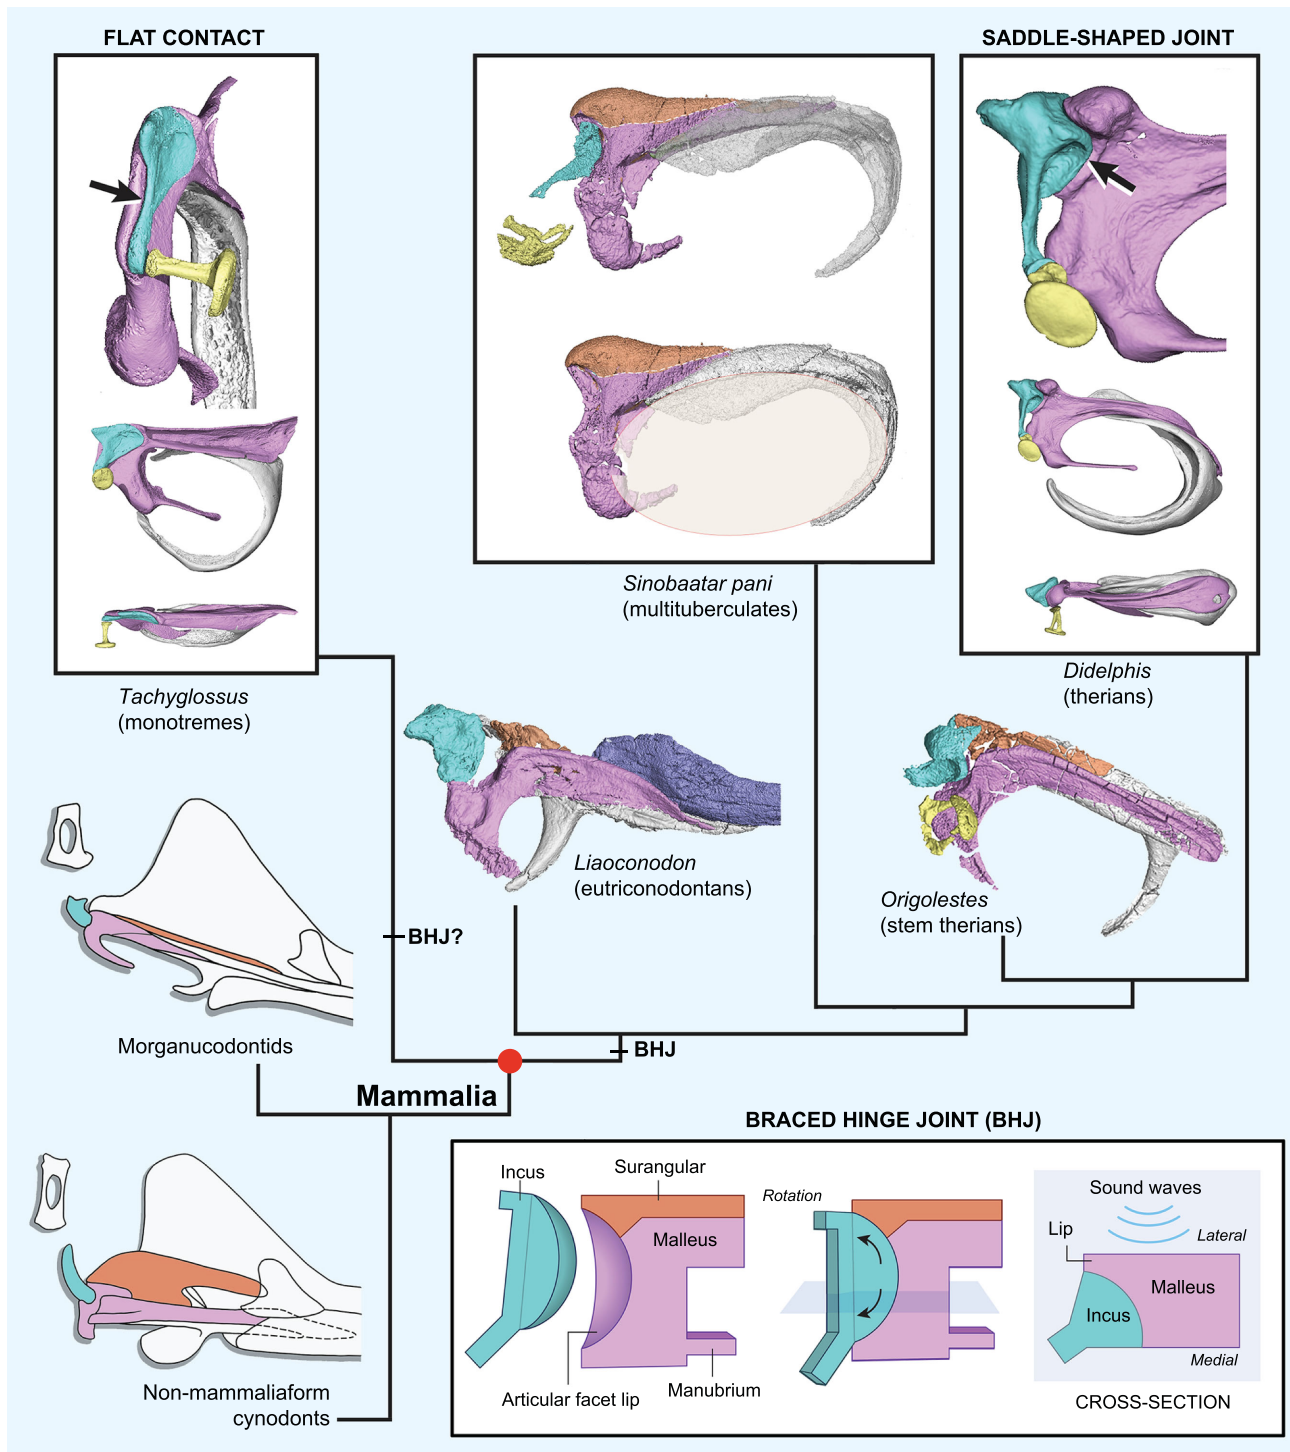 FLAT CONTACT
SADDLE-SHAPED JOINT
Sinobaatar pani
(multituberculates)
Didelphis
(therians)
Tachyglossus
(monotremes)
Liaoconodon
(eutriconodontans)
Origolestes
(stem therians)
BHJ?
Morganucodontids
BHJ
Mammalia
Non-mammaliaform
cynodonts
BRACED HINGE JOINT (BHJ)
Incus
Surangular
Malleus
Articular facet lip
Manubrium
Rotation
Sound waves
Lip
Lateral
Malleus
Incus
Medial
CROSS-SECTION